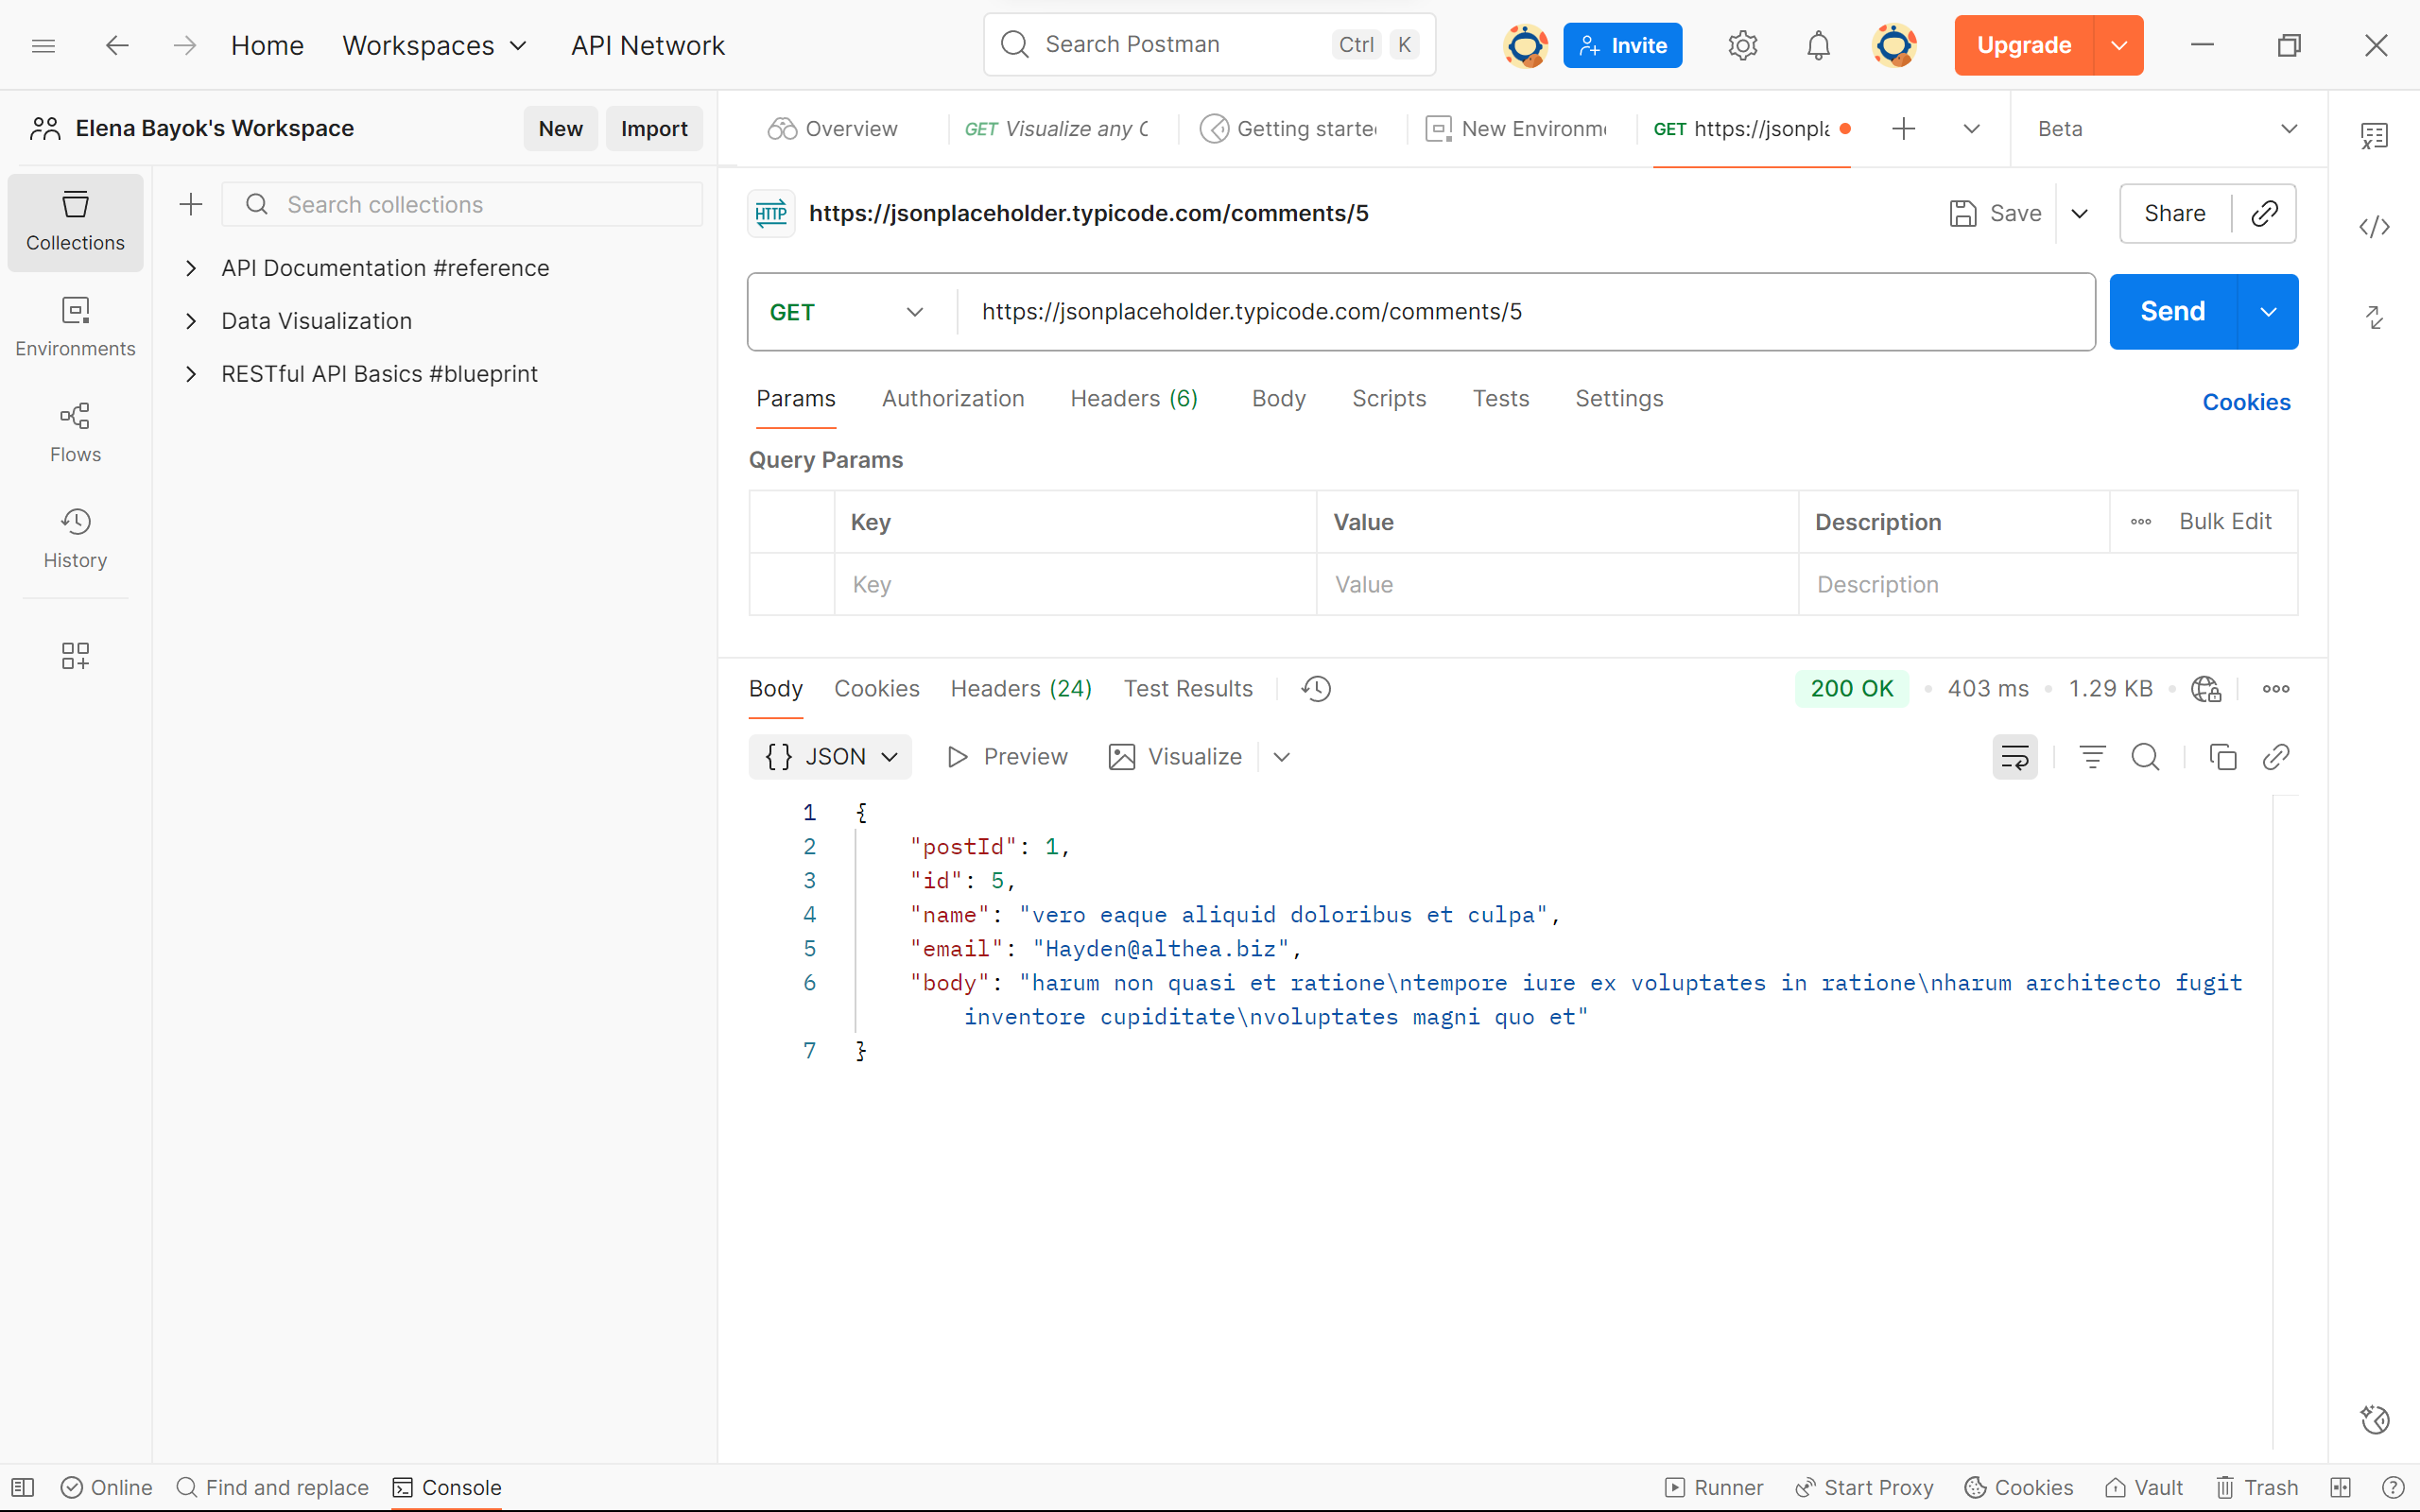 Home Workspaces API Network Search Postman Ctrl K Invite Upgrade
Elena Bayok's Workspace New Import
Overview GET Visualize any C Getting starte New Environm GET https://jsonpla Beta
Collections
Environments
Flows
History
Search collections
API Documentation #reference
Data Visualization
RESTful API Basics #blueprint
HTTP https://jsonplaceholder.typicode.com/comments/5 Save Share
GET https://jsonplaceholder.typicode.com/comments/5 Send
Params Authorization Headers (6) Body Scripts Tests Settings Cookies
Query Params
Key Value Description Bulk Edit
Key Value Description
Body Cookies Headers (24) Test Results 200 OK • 403 ms • 1.29 KB •
{} JSON Preview Visualize
1 {
2 "postId": 1,
3 "id": 5,
4 "name": "vero eaque aliquid doloribus et culpa",
5 "email": "Hayden@althea.biz",
6 "body": "harum non quasi et ratione\ntempore iure ex voluptates in ratione\nharum architecto fugit
inventore cupiditate\nvoluptates magni quo et"
7 }
Online Find and replace Console Runner Start Proxy Cookies Vault Trash